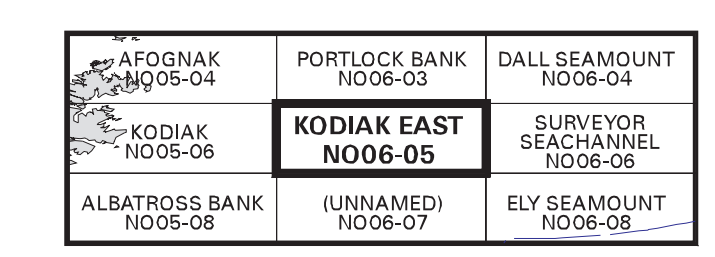 AFOGNAK
NO05-04
PORTLOCK BANK
NO06-03
DALL SEAMOUNT
NO06-04
KODIAK
NO05-06
KODIAK EAST
NO06-05
SURVEYOR
SEACHANNEL
NO06-06
ALBATROSS BANK
NO05-08
(UNNAMED)
NO06-07
ELY SEAMOUNT
NO06-08